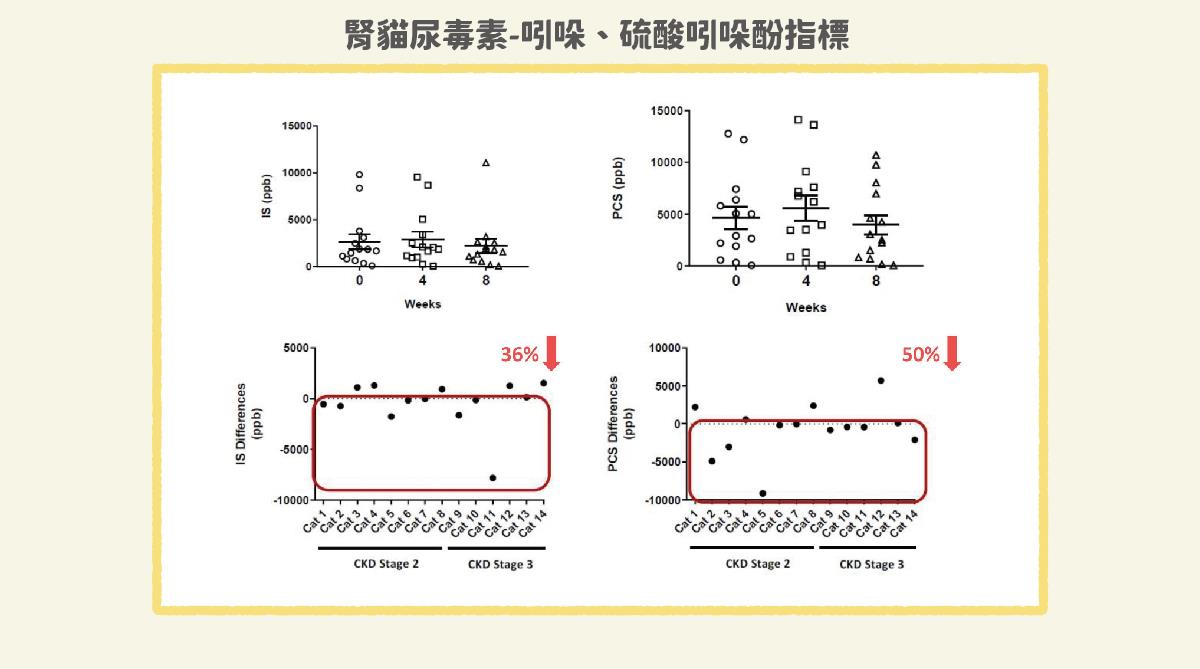 腎貓尿毒素-吲哚、硫酸吲哚酚指標
15000
10000
5000
0
IS (ppb)
0 4 8
Weeks
15000
10000
5000
0
PCS (ppb)
0 4 8
Weeks
36%
5000
0
-5000
-10000
IS Differences
(ppb)
Cat 1 Cat 2 Cat 3 Cat 4 Cat 5 Cat 6 Cat 7 Cat 8 Cat 9 Cat 10 Cat 11 Cat 12 Cat 13 Cat 14
CKD Stage 2 CKD Stage 3
50%
10000
5000
0
-5000
-10000
PCS Differences
(ppb)
Cat 1 Cat 2 Cat 3 Cat 4 Cat 5 Cat 6 Cat 7 Cat 8 Cat 9 Cat 10 Cat 11 Cat 12 Cat 13 Cat 14
CKD Stage 2 CKD Stage 3